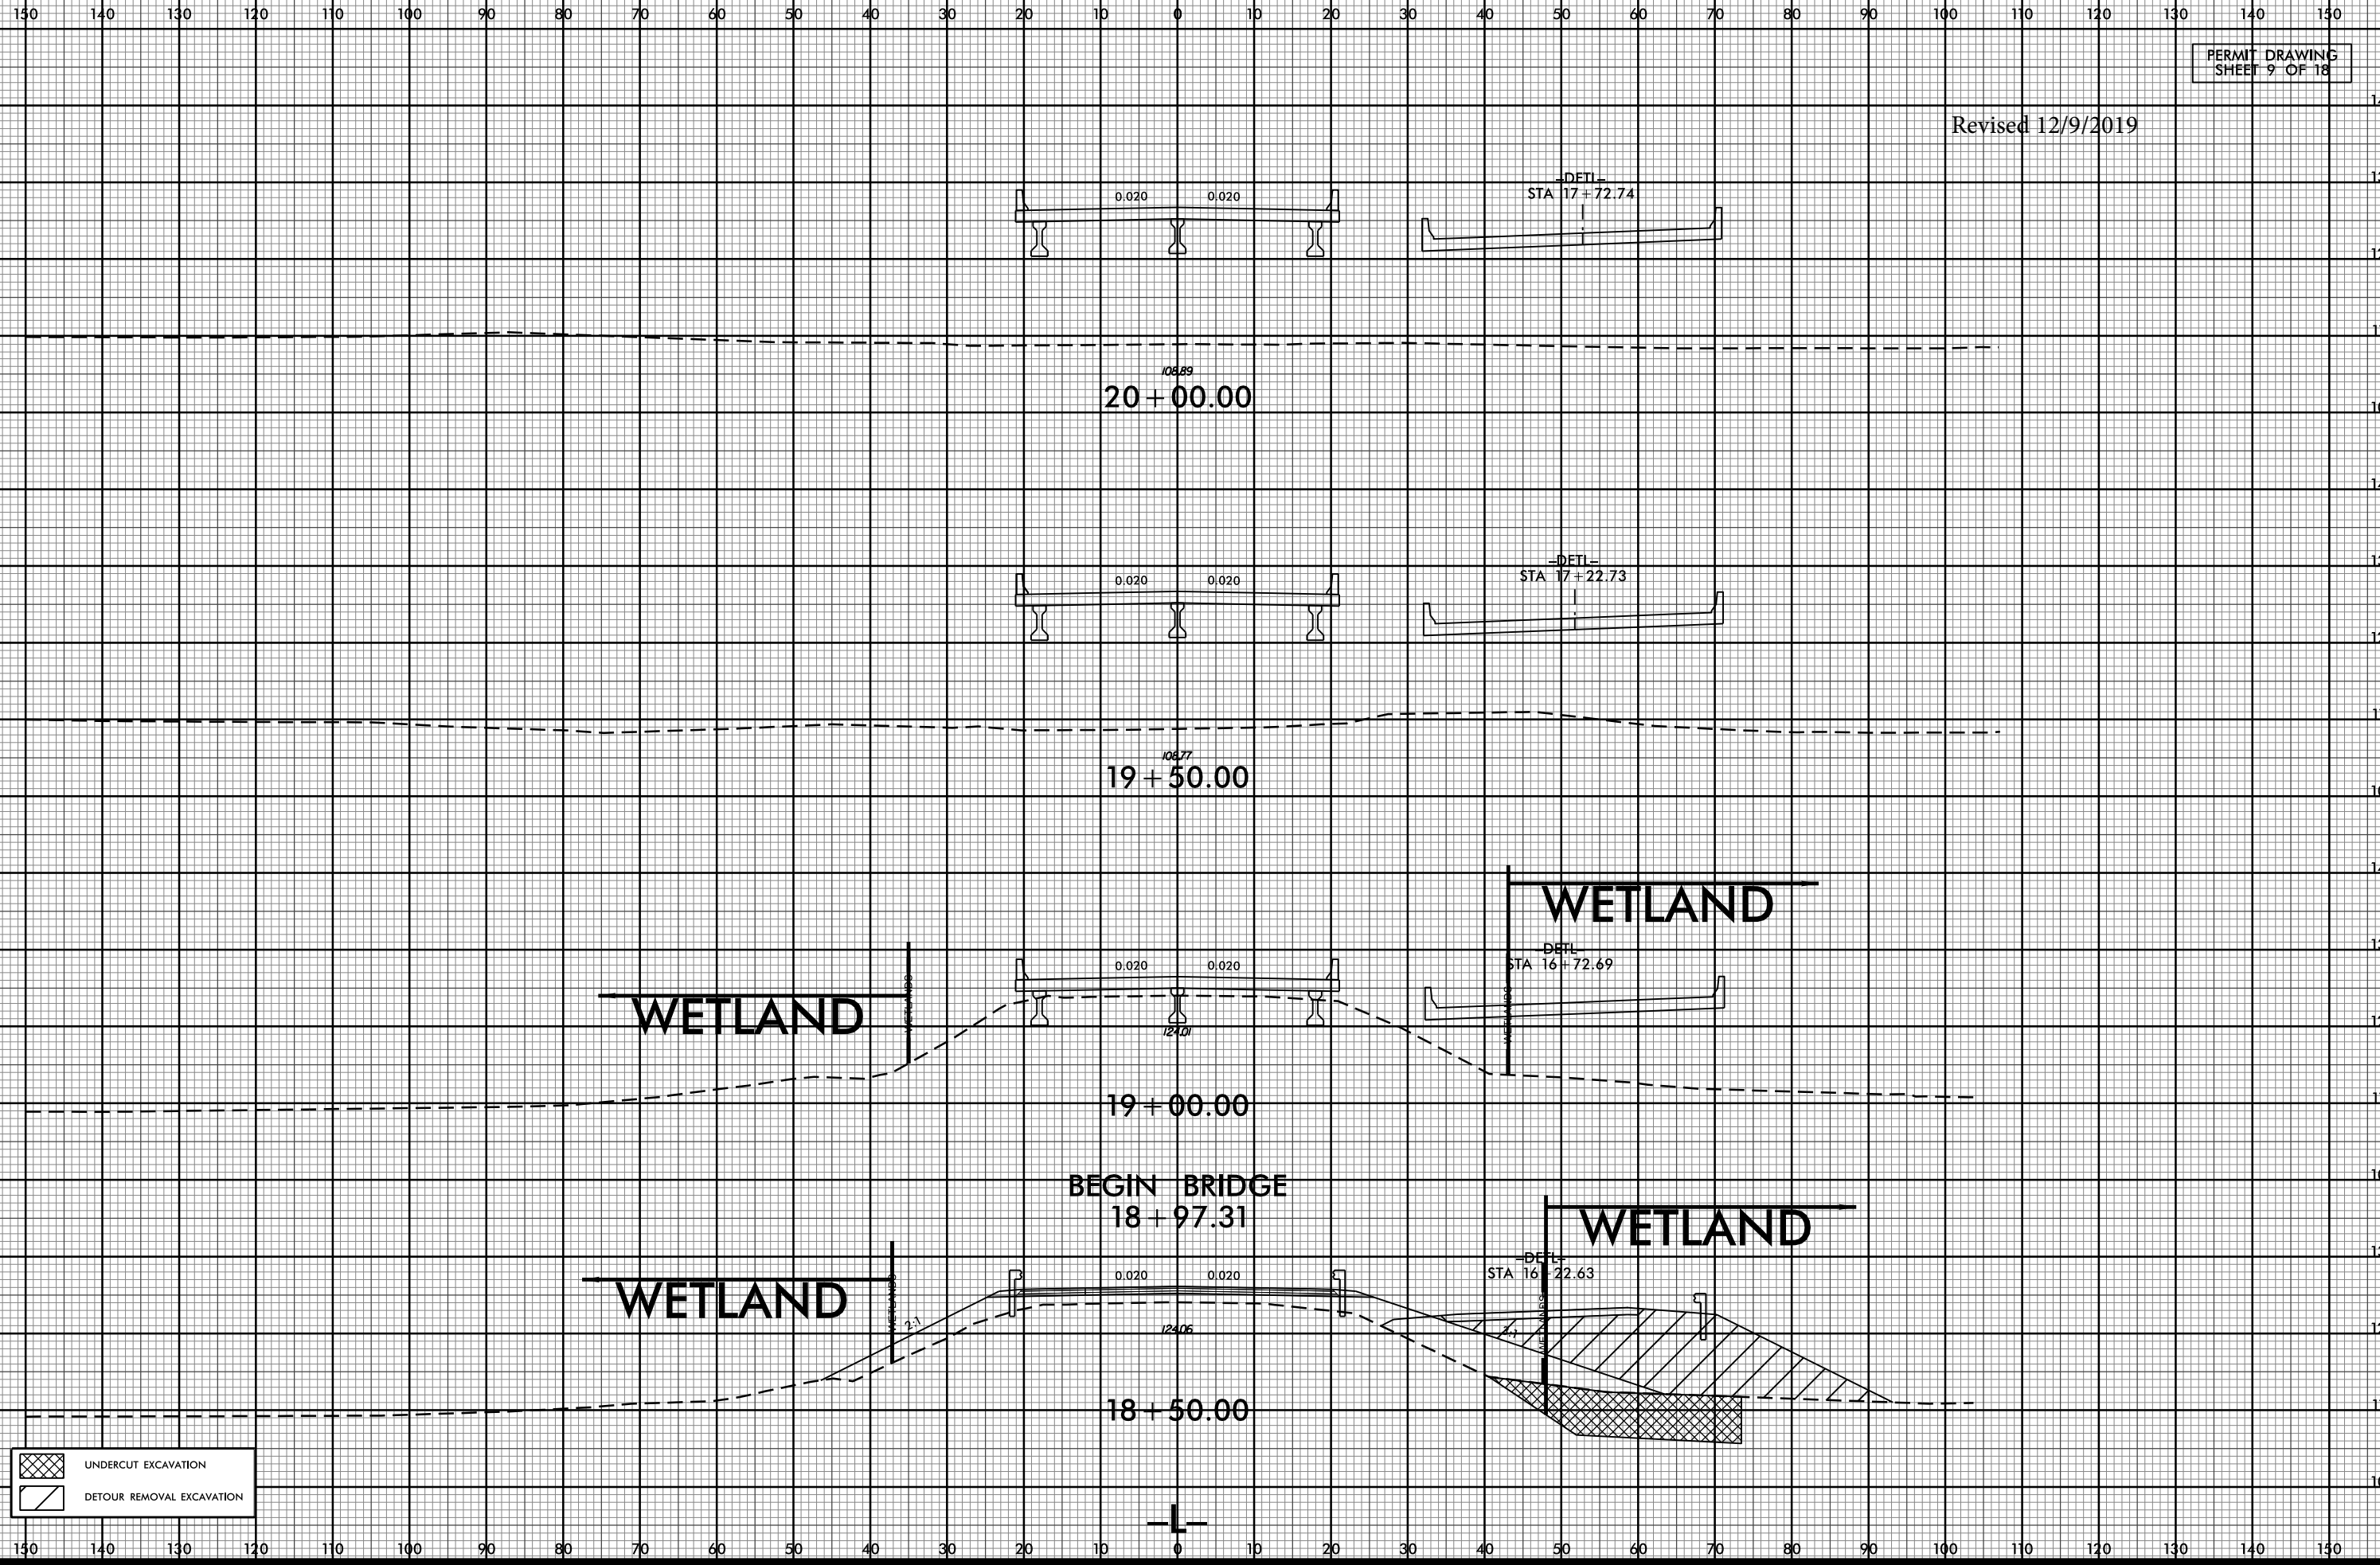 150 140 130 120 110 100 90 80 70 60 50 40 30 20 10 0 10 20 30 40 50 60 70 80 90 100 110 120 130 140 150
PERMIT DRAWING
SHEET 9 OF 18
Revised 12/9/2019
0.020 0.020
-DETL-
STA 17+72.74
108.89
20+00.00
0.020 0.020
-DETL-
STA 17+22.73
108.77
19+50.00
WETLAND
-DETL-
STA 16+72.69
0.020 0.020
WETLAND
WETLANDS
WETLANDS
124.01
19+00.00
BEGIN BRIDGE
18+97.31
WETLAND
-DETL-
STA 16+22.63
0.020 0.020
WETLAND
WETLANDS
WETLANDS
2:1
124.06
18+50.00
UNDERCUT EXCAVATION
DETOUR REMOVAL EXCAVATION
-L-
150 140 130 120 110 100 90 80 70 60 50 40 30 20 10 0 10 20 30 40 50 60 70 80 90 100 110 120 130 140 150